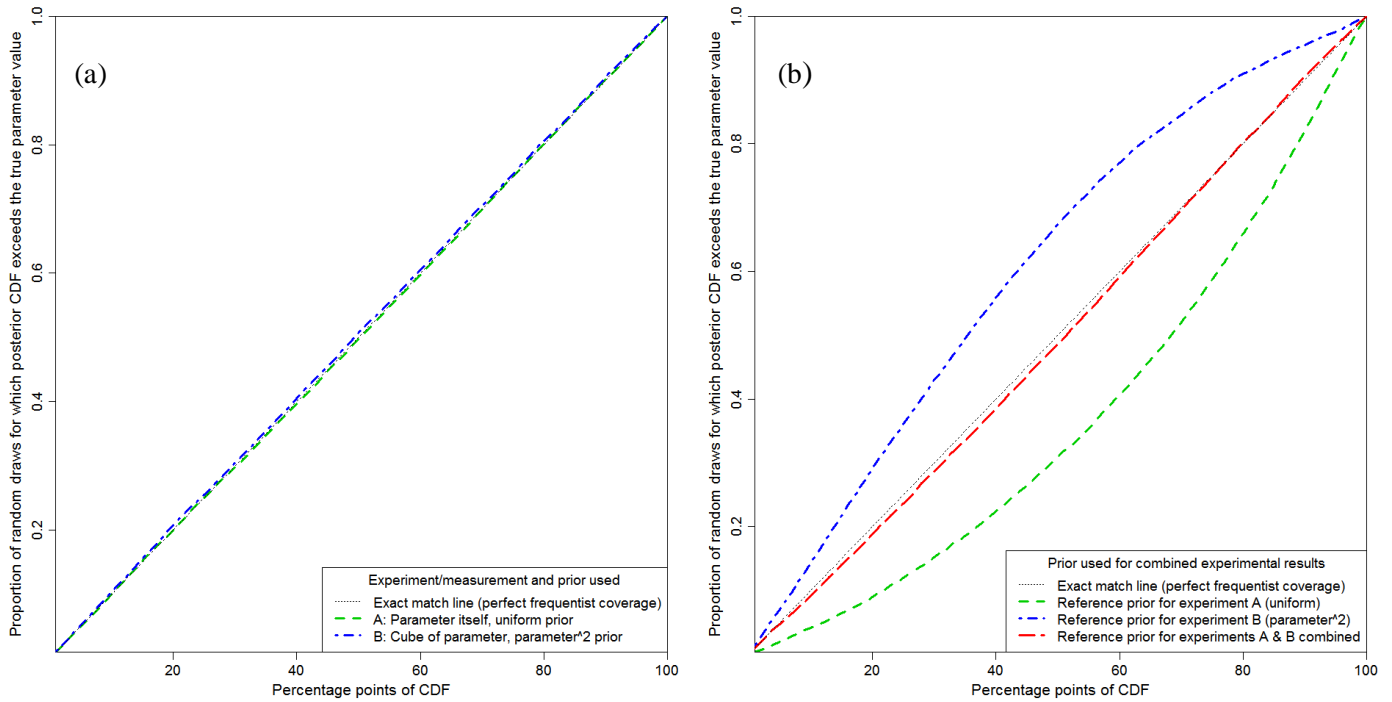 (a)
Proportion of random draws for which posterior CDF exceeds the true parameter value
1.0
0.8
0.6
0.4
0.2
Experiment/measurement and prior used
Exact match line (perfect frequentist coverage)
A: Parameter itself, uniform prior
B: Cube of parameter, parameter^2 prior
20 40 60 80 100
Percentage points of CDF
(b)
Proportion of random draws for which posterior CDF exceeds the true parameter value
1.0
0.8
0.6
0.4
0.2
Prior used for combined experimental results
Exact match line (perfect frequentist coverage)
Reference prior for experiment A (uniform)
Reference prior for experiment B (parameter^2)
Reference prior for experiments A & B combined
20 40 60 80 100
Percentage points of CDF